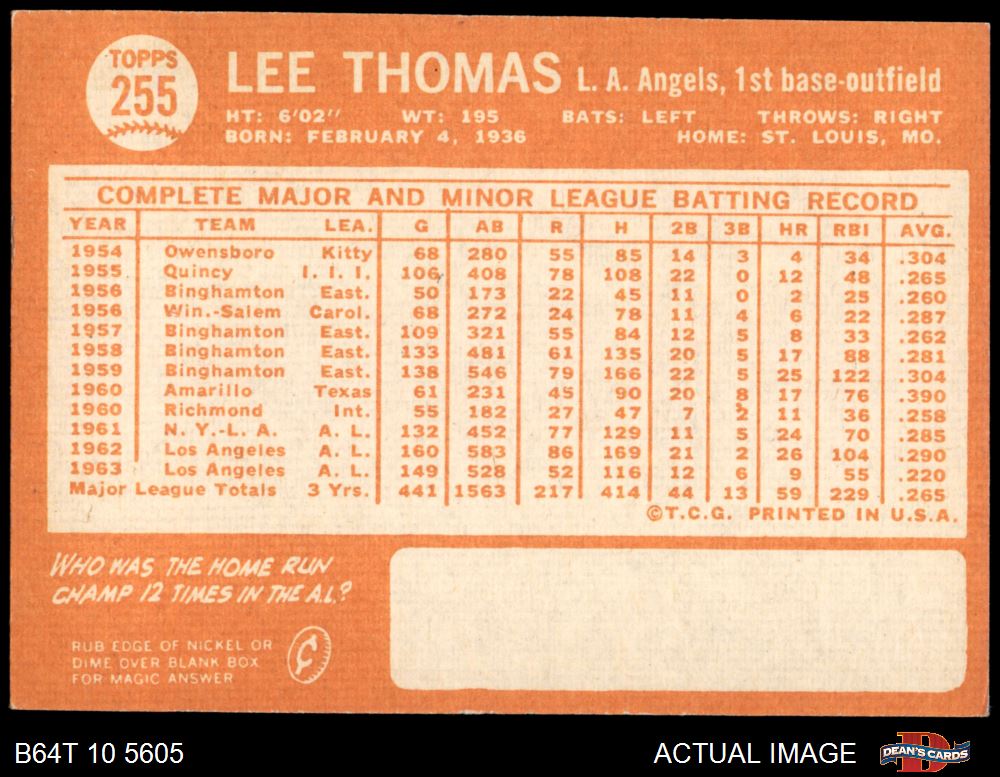 TOPPS
255
LEE THOMAS L. A. Angels, 1st base-outfield
HT: 6'02" WT: 195 BATS: LEFT THROWS: RIGHT
BORN: FEBRUARY 4, 1936 HOME: ST. LOUIS, MO.
COMPLETE MAJOR AND MINOR LEAGUE BATTING RECORD
YEAR TEAM LEA. G AB R H 2B 3B HR RBI AVG.
1954 Owensboro Kitty 68 280 55 85 14 3 4 34 .304
1955 Quincy I. I. I. 106 408 78 108 22 0 12 48 .265
1956 Binghamton East. 50 173 22 45 11 0 2 25 .260
1956 Win.-Salem Carol. 68 272 24 78 11 4 6 22 .287
1957 Binghamton East. 109 321 55 84 12 5 8 33 .262
1958 Binghamton East. 133 481 61 135 20 5 17 88 .281
1959 Binghamton East. 138 546 79 166 22 5 25 122 .304
1960 Amarillo Texas 61 231 45 90 20 8 17 76 .390
1960 Richmond Int. 55 182 27 47 7 2 11 36 .258
1961 N. Y.-L. A. A. L. 132 452 77 129 11 5 24 70 .285
1962 Los Angeles A. L. 160 583 86 169 21 2 26 104 .290
1963 Los Angeles A. L. 149 528 52 116 12 6 9 55 .220
Major League Totals 3 Yrs. 441 1563 217 414 44 13 59 229 .265
©T.C.G. PRINTED IN U.S.A.
WHO WAS THE HOME RUN
CHAMP 12 TIMES IN THE A.L.?
RUB EDGE OF NICKEL OR
DIME OVER BLANK BOX
FOR MAGIC ANSWER
B64T 10 5605 ACTUAL IMAGE DEAN'S CARDS